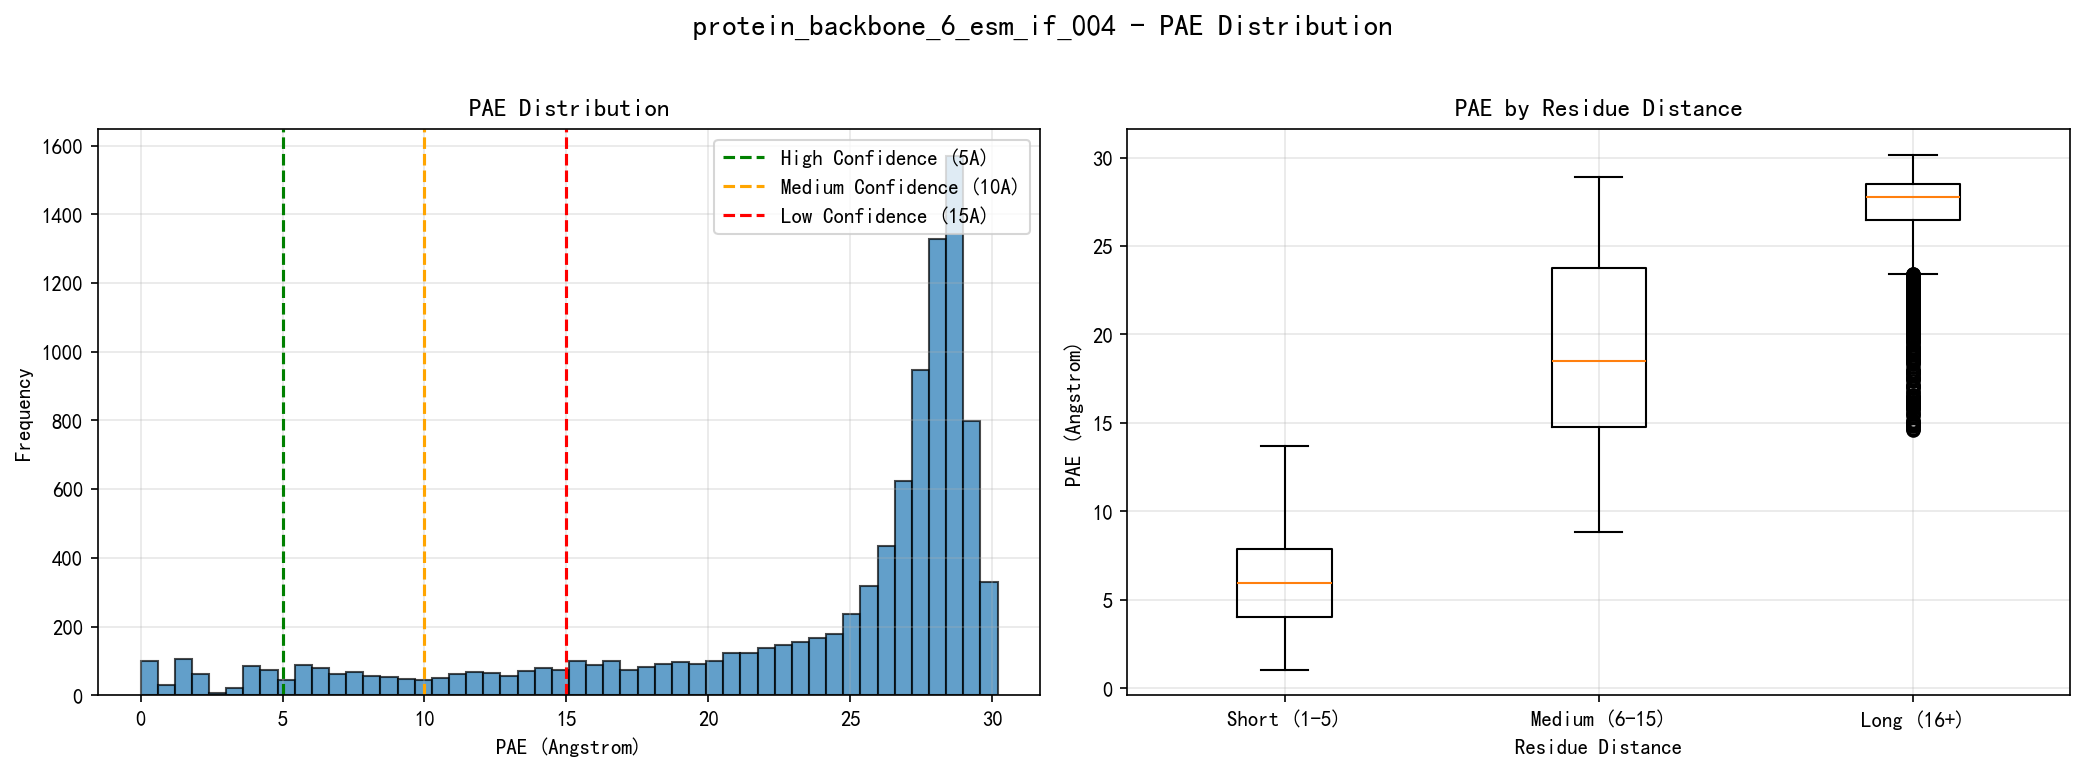 protein_backbone_6_esm_if_004 - PAE Distribution
PAE Distribution
1600
1400
1200
1000
800
600
400
200
0
Frequency
High Confidence (5A)
Medium Confidence (10A)
Low Confidence (15A)
0 5 10 15 20 25 30
PAE (Angstrom)
PAE by Residue Distance
30
25
20
15
10
5
0
PAE (Angstrom)
Short (1-5) Medium (6-15) Long (16+)
Residue Distance